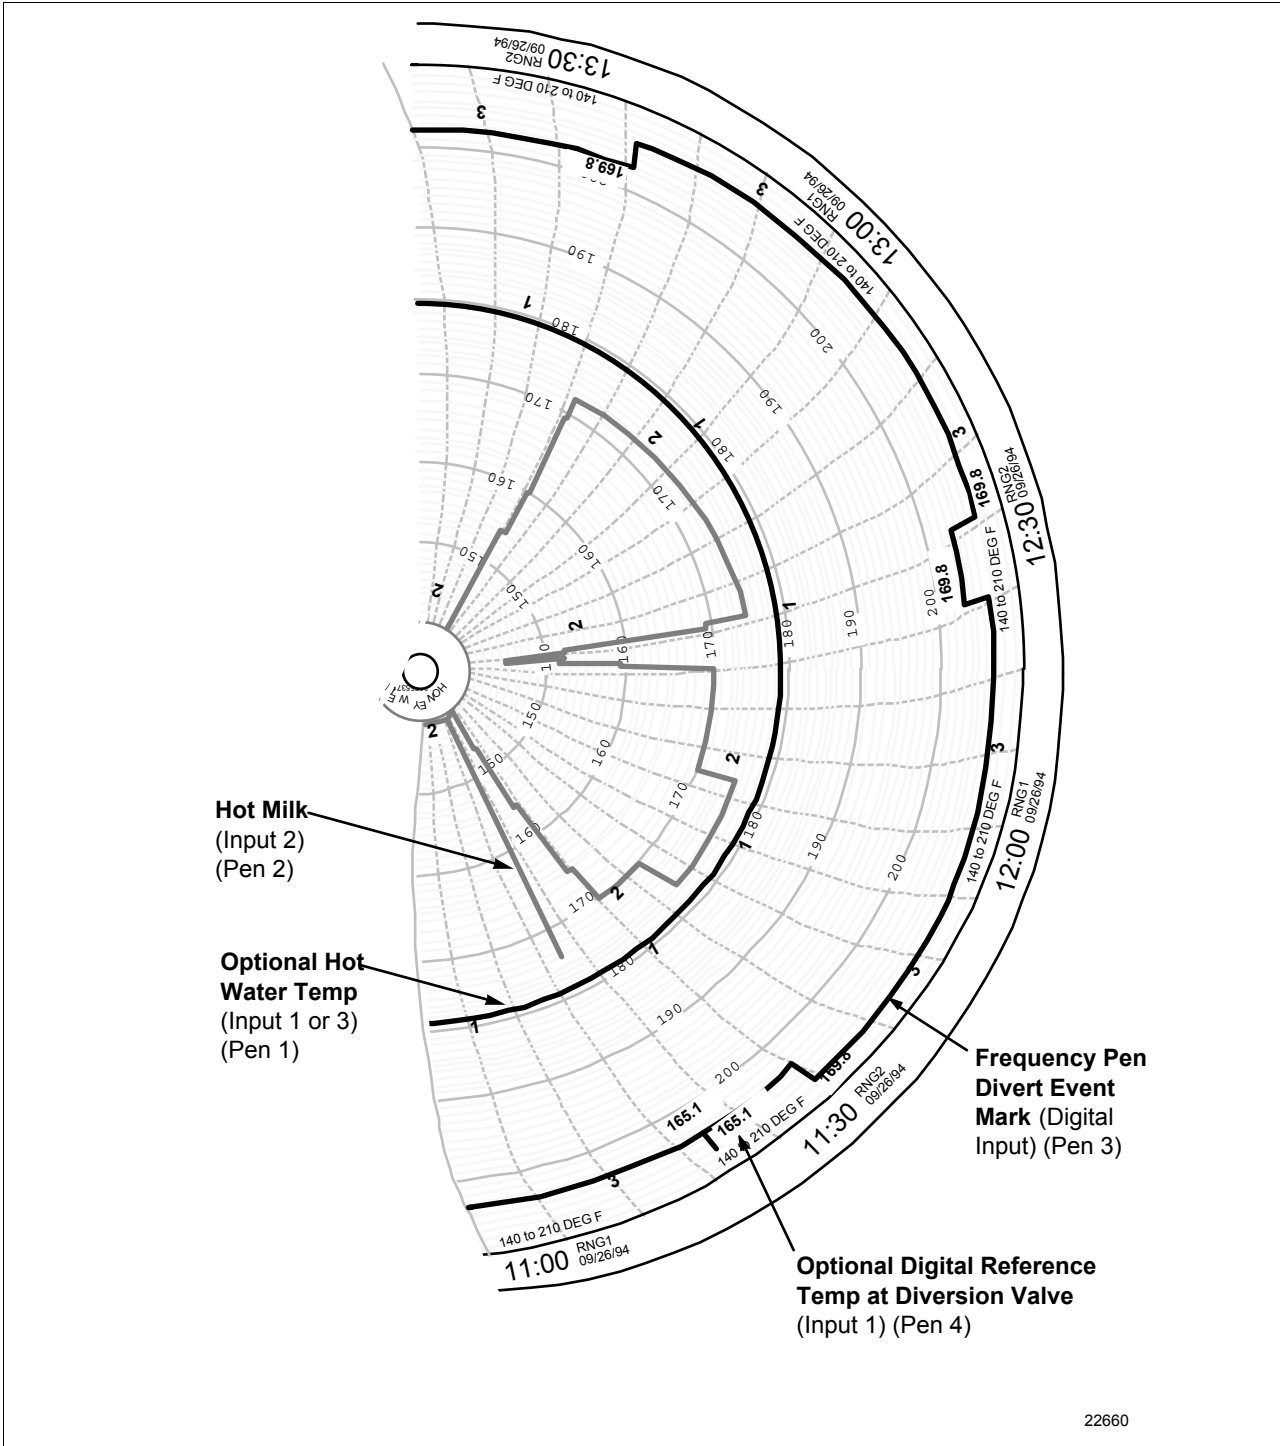 13:30 RNG2 09/26/94
140 to 210 DEG F
3
169.8
3
13:00 RNG1 09/26/94
140 to 210 DEG F
190
1
180
200
190
170
2
1
180
3
169.8
12:30 RNG2 09/26/94
140 to 210 DEG F
160
170
150
160
150
2
2
169.8
200
190
180
1
170
160
HON EY W E
150
160
170
2
180
1
190
200
3
12:00 RNG1 09/26/94
140 to 210 DEG F
2
150
160
170
2
180
1
190
200
3
Hot Milk
(Input 2)
(Pen 2)
Optional Hot
Water Temp
(Input 1 or 3)
(Pen 1)
1
Frequency Pen
Divert Event
Mark (Digital
Input) (Pen 3)
169.8
11:30 RNG2 09/26/94
140 to 210 DEG F
165.1
165.1
3
140 to 210 DEG F
11:00 RNG1 09/26/94
Optional Digital Reference
Temp at Diversion Valve
(Input 1) (Pen 4)
22660